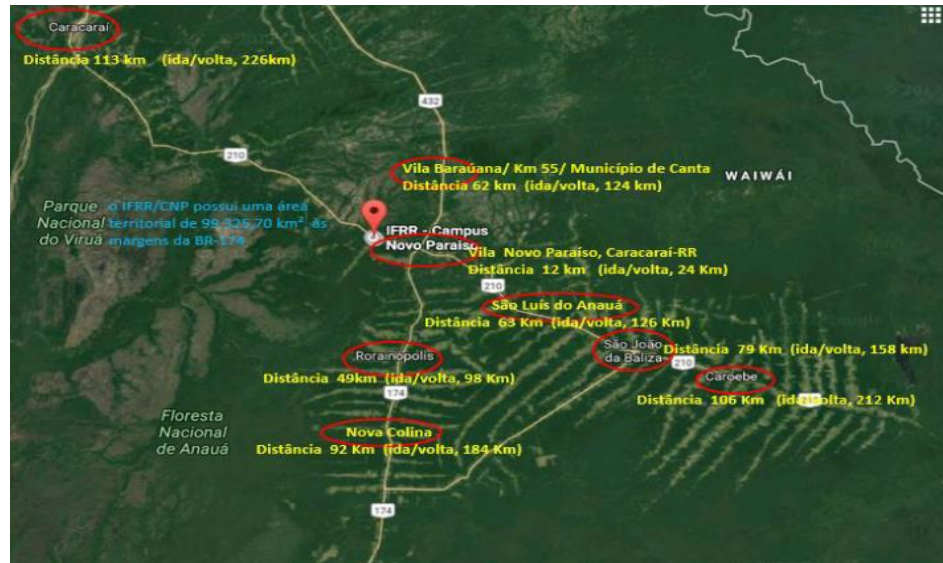 Caracaraí
Distância 113 km (ida/volta, 226km)
432
210
Vila Baraúana/ Km 55/ Município de Canta
Distância 62 km (ida/volta, 124 km)
WAIWÁI
Parque
Nacional
do Viruá
o IFRR/CNP possui uma área
territorial de 98.325,70 km², ás
margens da BR-174
IFRR - Campus
Novo Paraíso
Vila Novo Paraíso, Caracaraí-RR
Distância 12 km (ida/volta, 24 Km)
210
São Luís do Anauá
Distância 63 Km (ida/volta, 126 Km)
São João
da Baliza
Distância 79 Km (ida/volta, 158 km)
Rorainópolis
Distância 49km (ida/volta, 98 Km)
210
Caroebe
Distância 106 Km (ida/volta, 212 Km)
174
Floresta
Nacional
de Anauá
Nova Colina
Distância 92 Km (ida/volta, 184 Km)
174